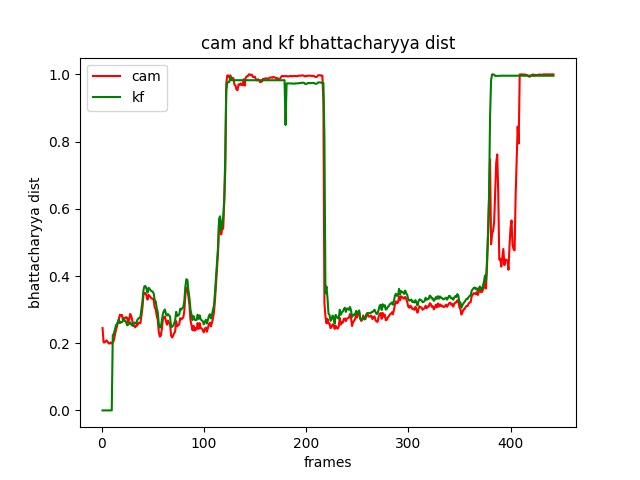 cam and kf bhattacharyya dist
cam
kf
bhattacharyya dist
1.0
0.8
0.6
0.4
0.2
0.0
0 100 200 300 400
frames